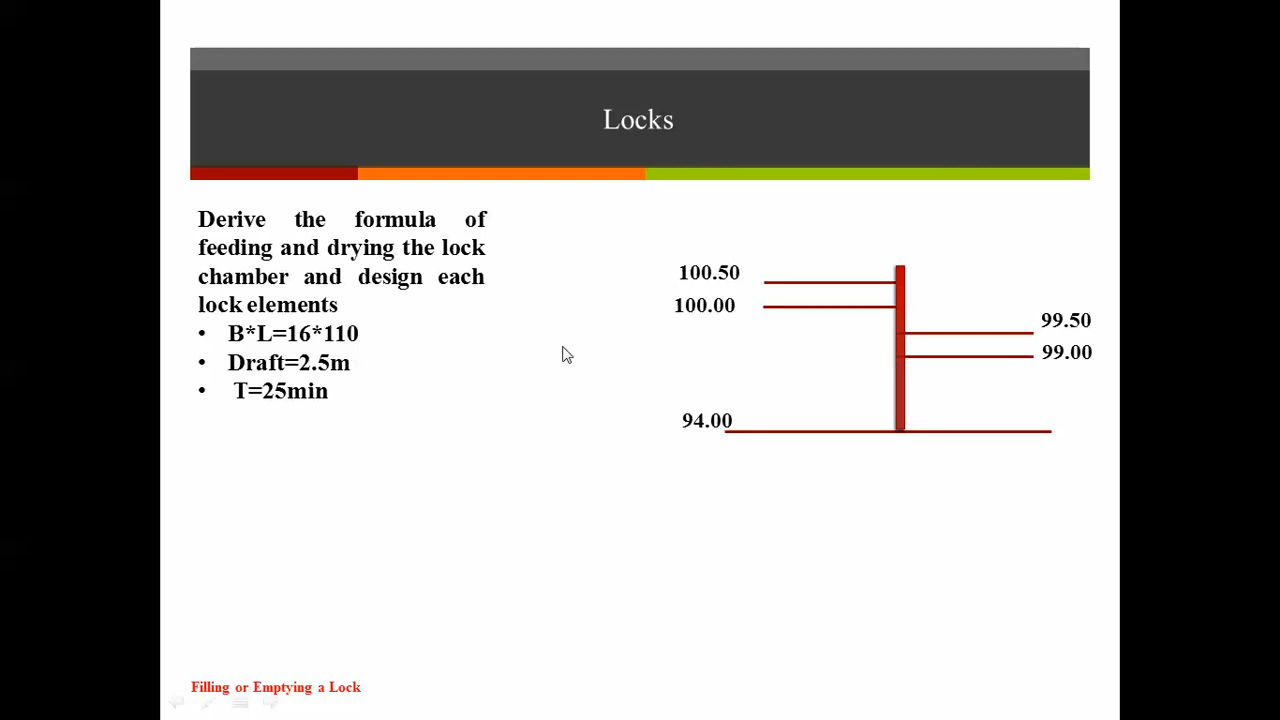 Locks
Derive the formula of
feeding and drying the lock
chamber and design each
lock elements
• B*L=16*110
• Draft=2.5m
• T=25min
100.50
100.00
99.50
99.00
94.00
Filling or Emptying a Lock